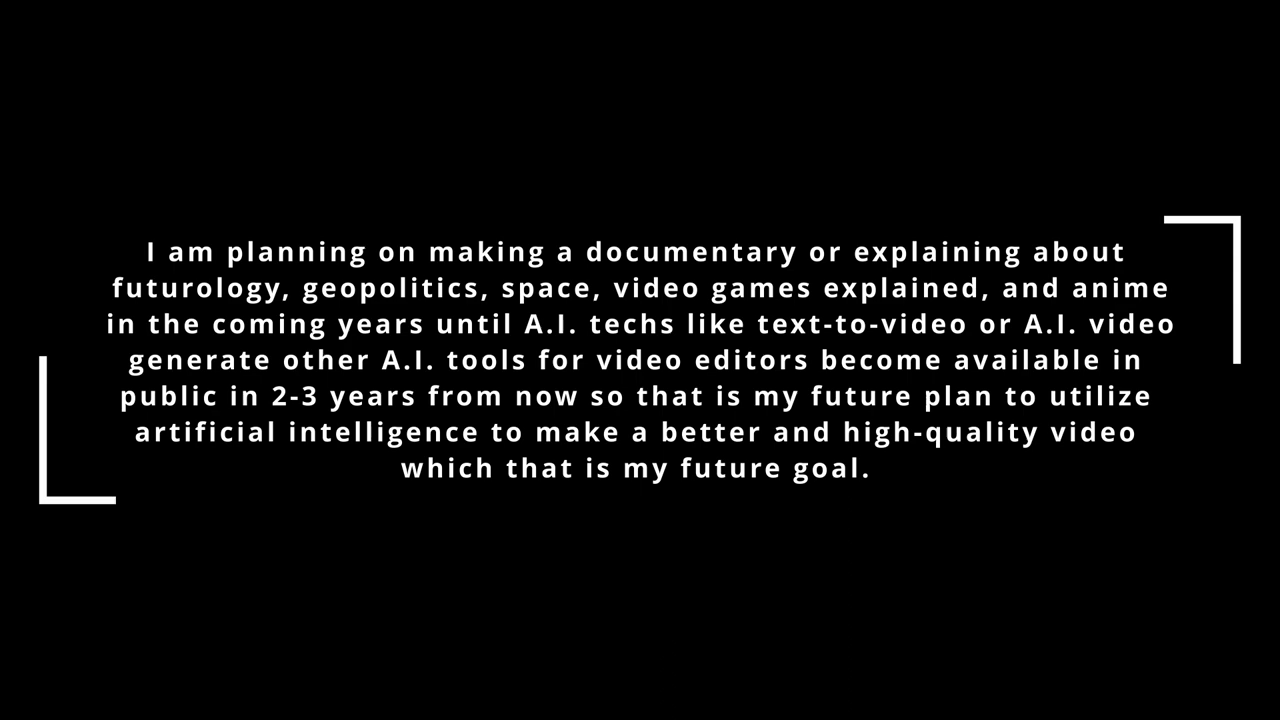 I am planning on making a documentary or explaining about
futurology, geopolitics, space, video games explained, and anime
in the coming years until A.I. techs like text-to-video or A.I. video
generate other A.I. tools for video editors become available in
public in 2-3 years from now so that is my future plan to utilize
artificial intelligence to make a better and high-quality video
which that is my future goal.